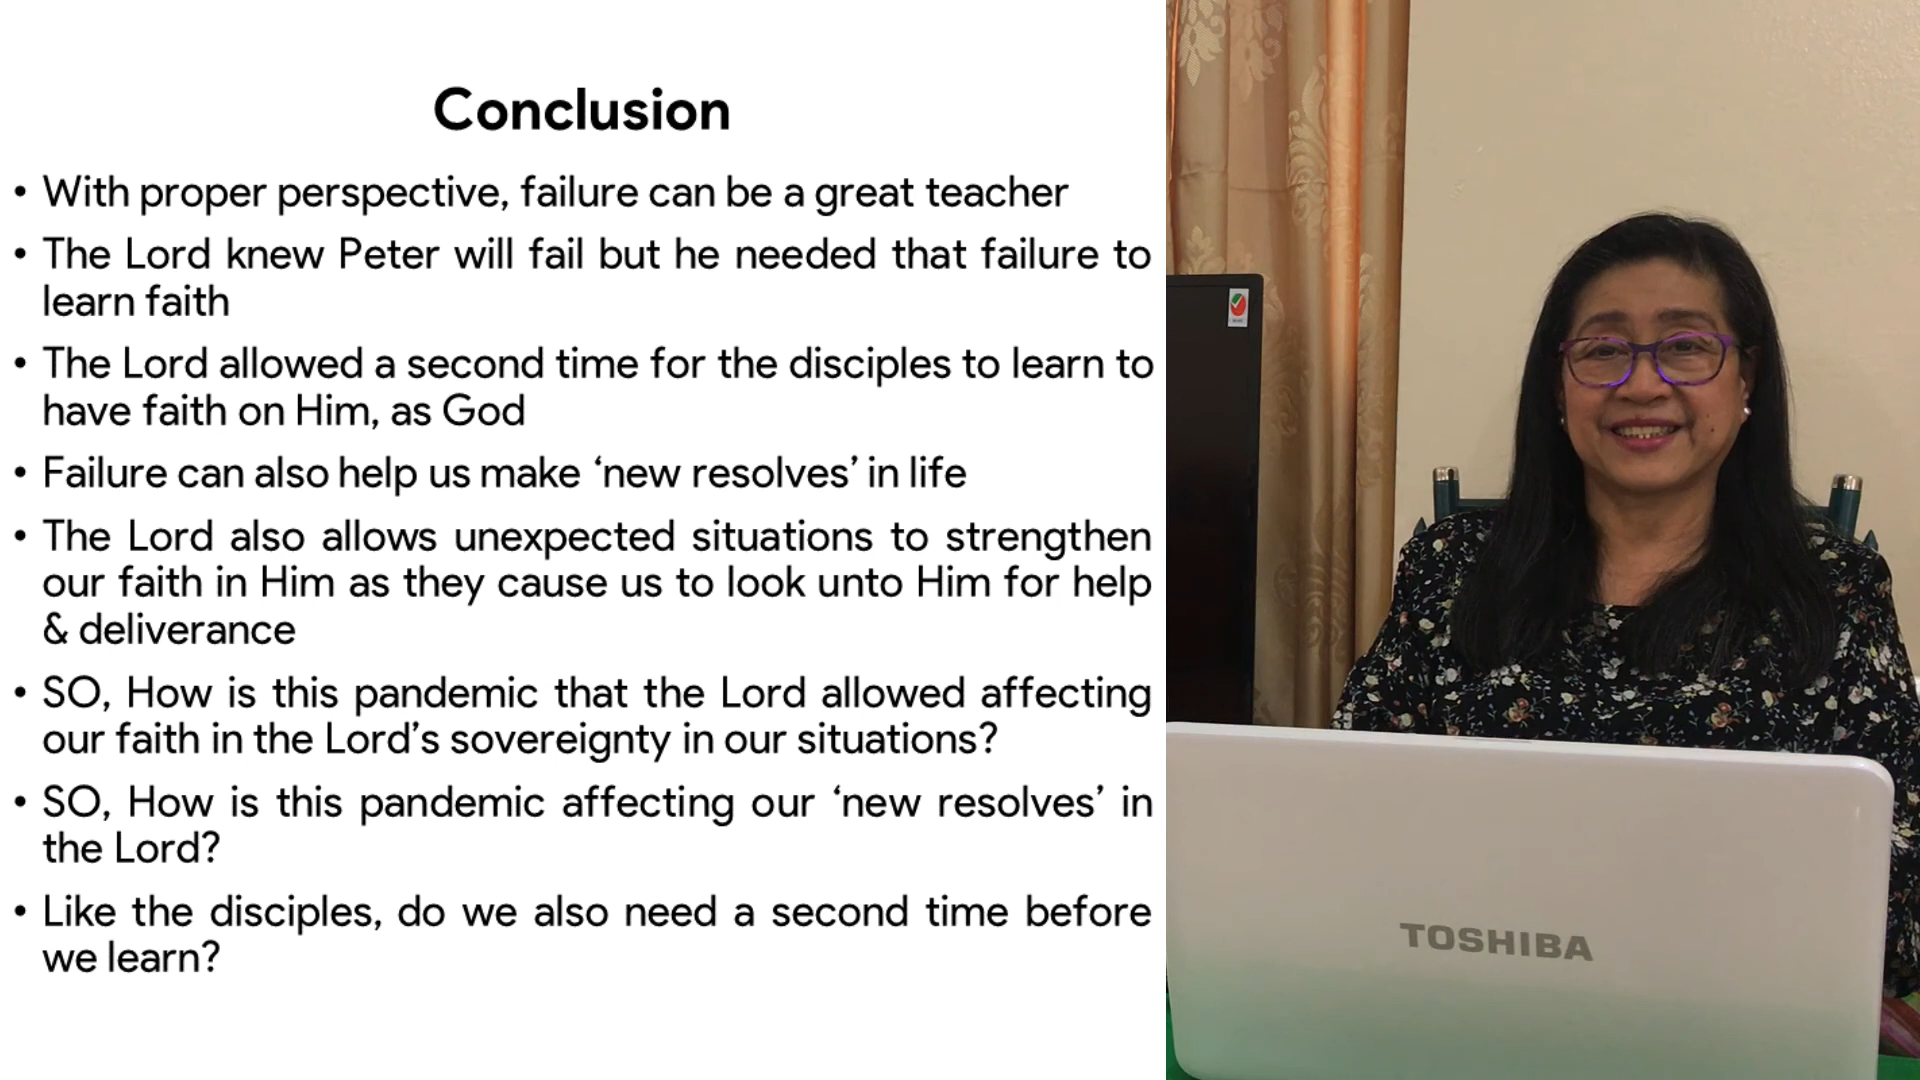 Conclusion
• With proper perspective, failure can be a great teacher
• The Lord knew Peter will fail but he needed that failure to
learn faith
• The Lord allowed a second time for the disciples to learn to
have faith on Him, as God
• Failure can also help us make ‘new resolves’ in life
• The Lord also allows unexpected situations to strengthen
our faith in Him as they cause us to look unto Him for help
& deliverance
• SO, How is this pandemic that the Lord allowed affecting
our faith in the Lord’s sovereignty in our situations?
• SO, How is this pandemic affecting our ‘new resolves’ in
the Lord?
• Like the disciples, do we also need a second time before
we learn?
TOSHIBA